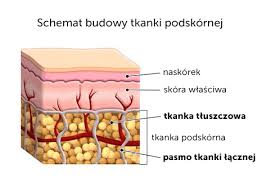 Schemat budowy tkanki podskórnej
naskórek
skóra właściwa
tkanka tłuszczowa
tkanka podskórna
pasmo tkanki łącznej